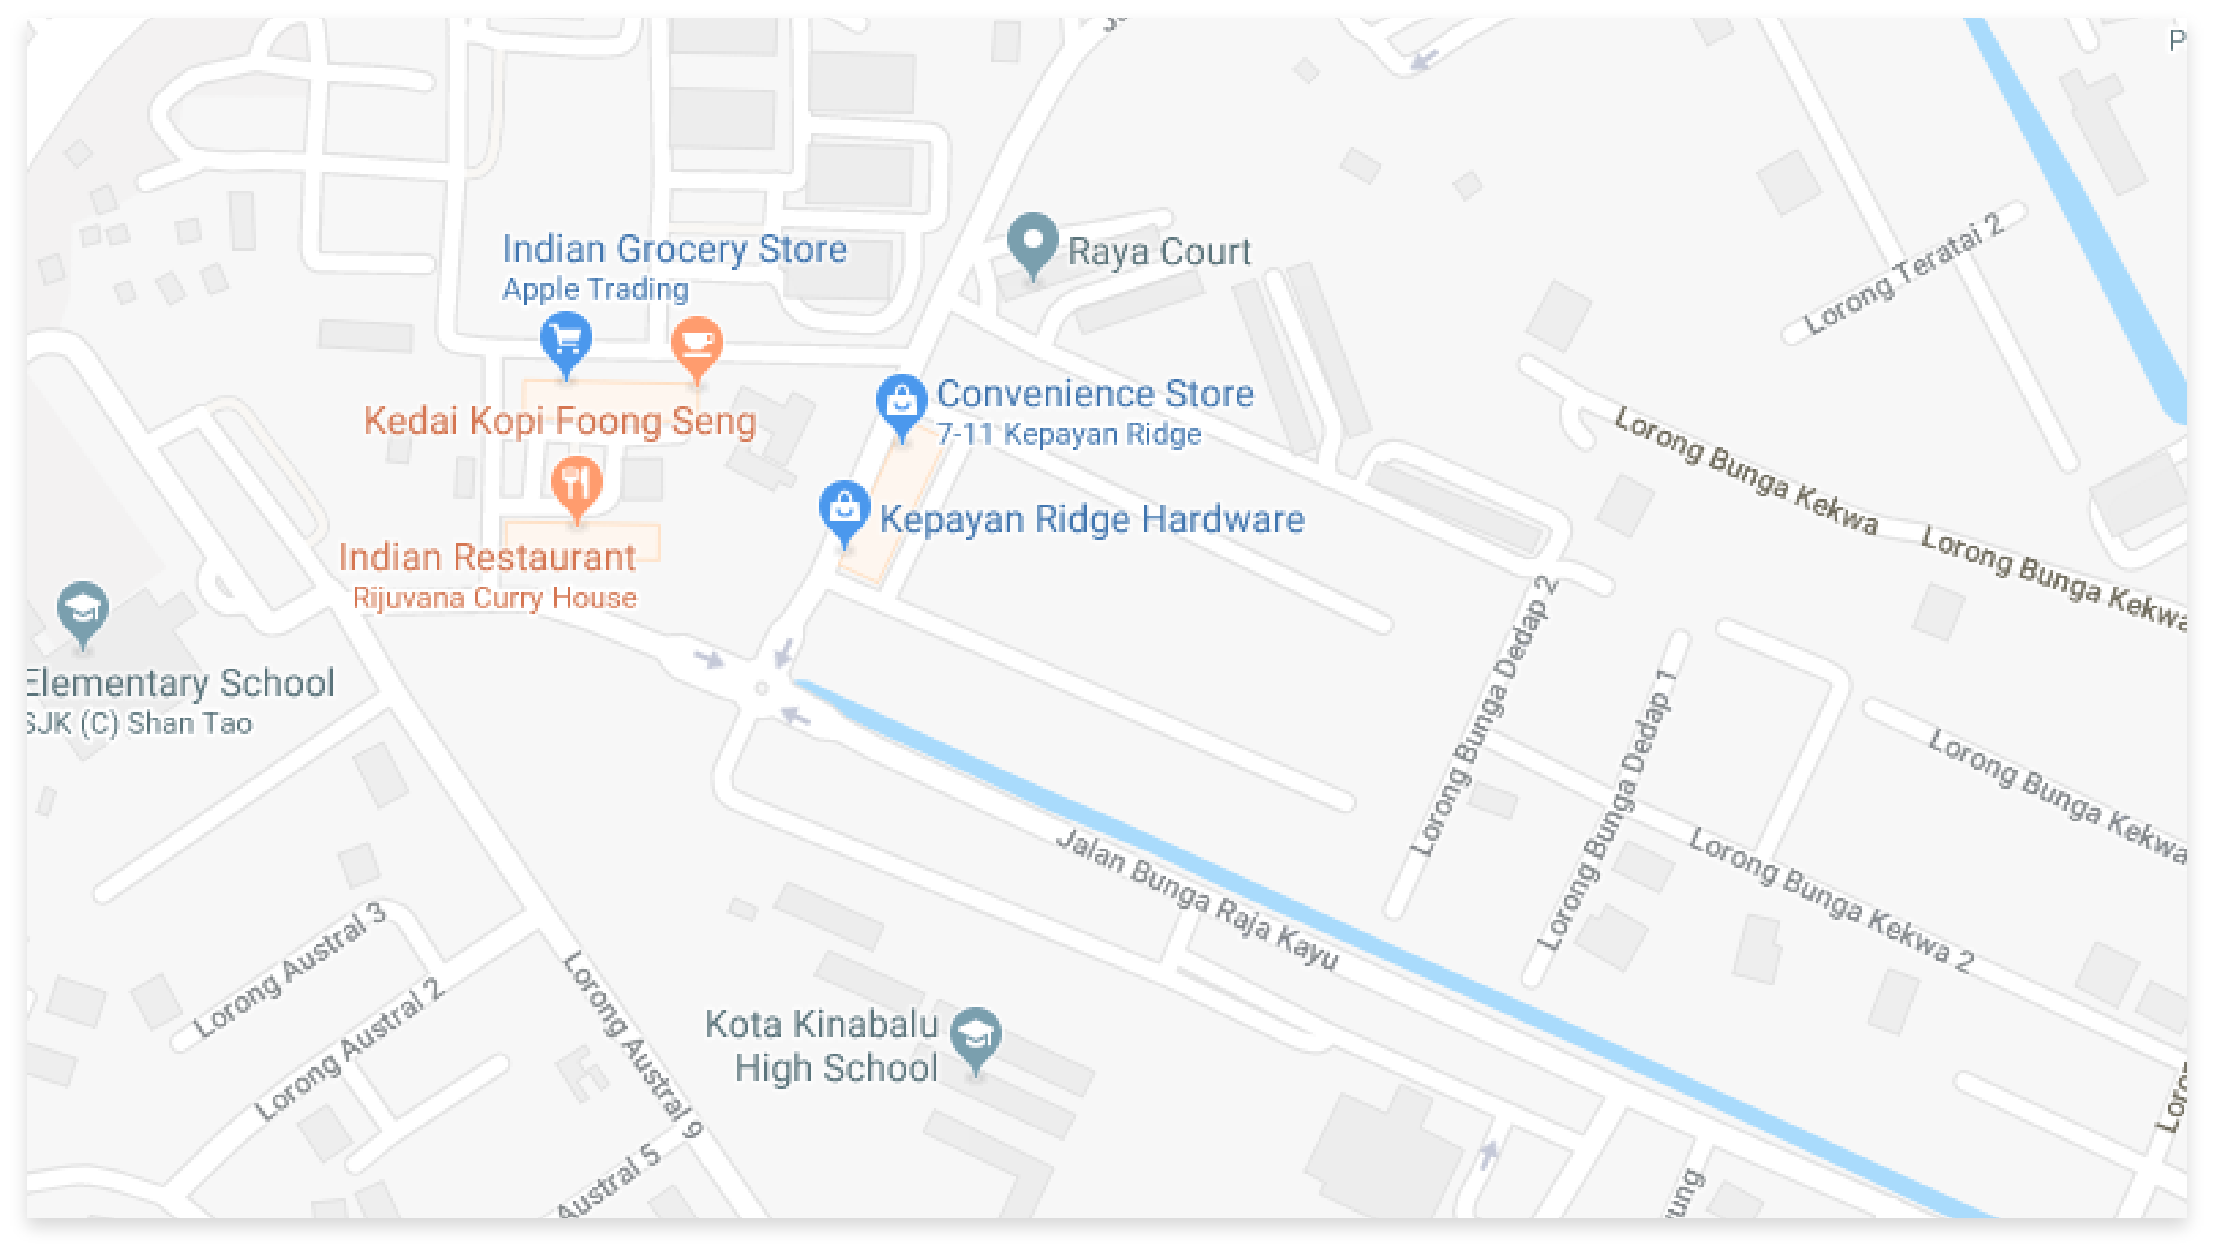 P
Indian Grocery Store
Apple Trading
Raya Court
Lorong Teratai 2
Convenience Store
7-11 Kepayan Ridge
Kedai Kopi Foong Seng
Lorong Bunga Kekwa
Kepayan Ridge Hardware
Lorong Bunga Kekwa
Indian Restaurant
Rijuvana Curry House
Lorong Bunga Dedap 2
Elementary School
SJK (C) Shan Tao
Lorong Bunga Dedap 1
Lorong Bunga Kekwa
Jalan Bunga Raja Kayu
Lorong Bunga Kekwa 2
Lorong Austral 3
Lorong Austral 2
Lorong Austral 9
Kota Kinabalu
High School
Austral 5